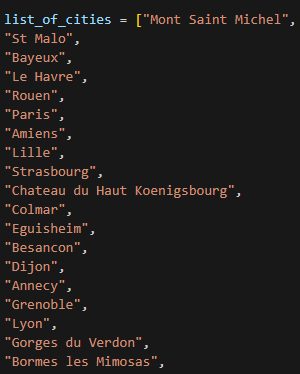 list_of_cities = ["Mont Saint Michel",
"St Malo",
"Bayeux",
"Le Havre",
"Rouen",
"Paris",
"Amiens",
"Lille",
"Strasbourg",
"Chateau du Haut Koenigsbourg",
"Colmar",
"Eguisheim",
"Besancon",
"Dijon",
"Annecy",
"Grenoble",
"Lyon",
"Gorges du Verdon",
"Bormes les Mimosas",